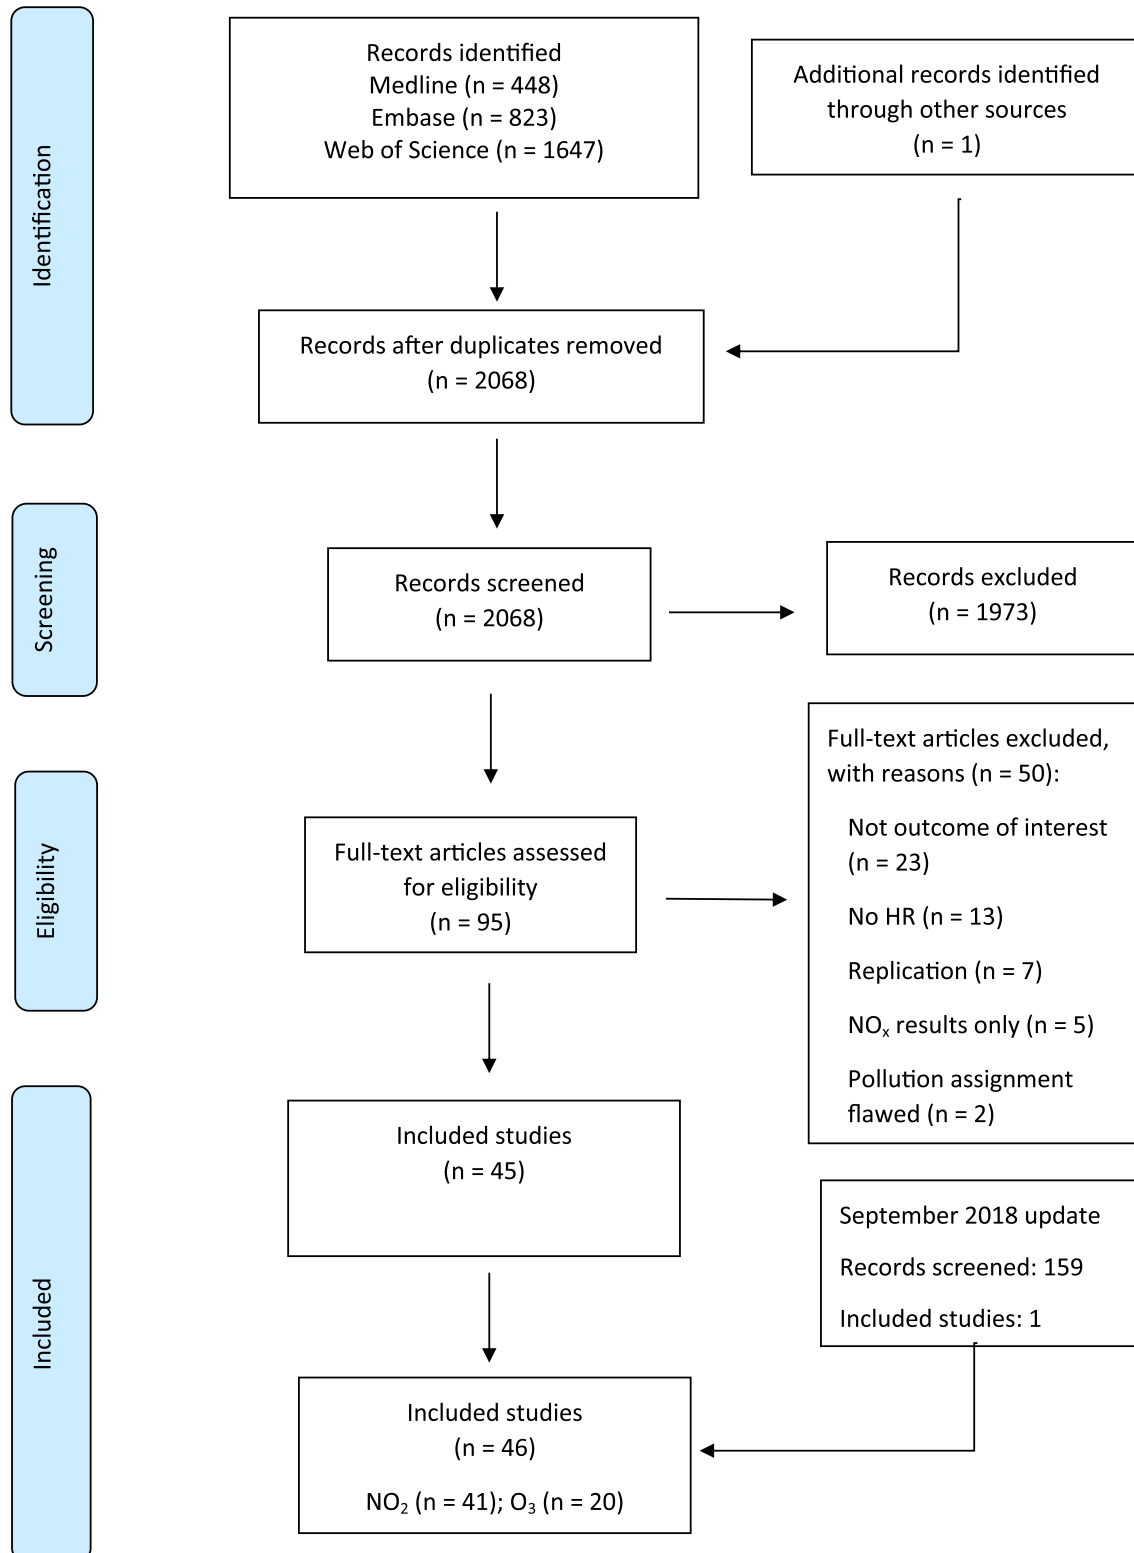 Identification
Records identified
Medline (n = 448)
Embase (n = 823)
Web of Science (n = 1647)
Additional records identified
through other sources
(n = 1)
Records after duplicates removed
(n = 2068)
Screening
Records screened
(n = 2068)
Records excluded
(n = 1973)
Eligibility
Full-text articles assessed
for eligibility
(n = 95)
Full-text articles excluded,
with reasons (n = 50):
Not outcome of interest
(n = 23)
No HR (n = 13)
Replication (n = 7)
NOₓ results only (n = 5)
Pollution assignment
flawed (n = 2)
Included
Included studies
(n = 45)
September 2018 update
Records screened: 159
Included studies: 1
Included studies
(n = 46)
NO₂ (n = 41); O₃ (n = 20)